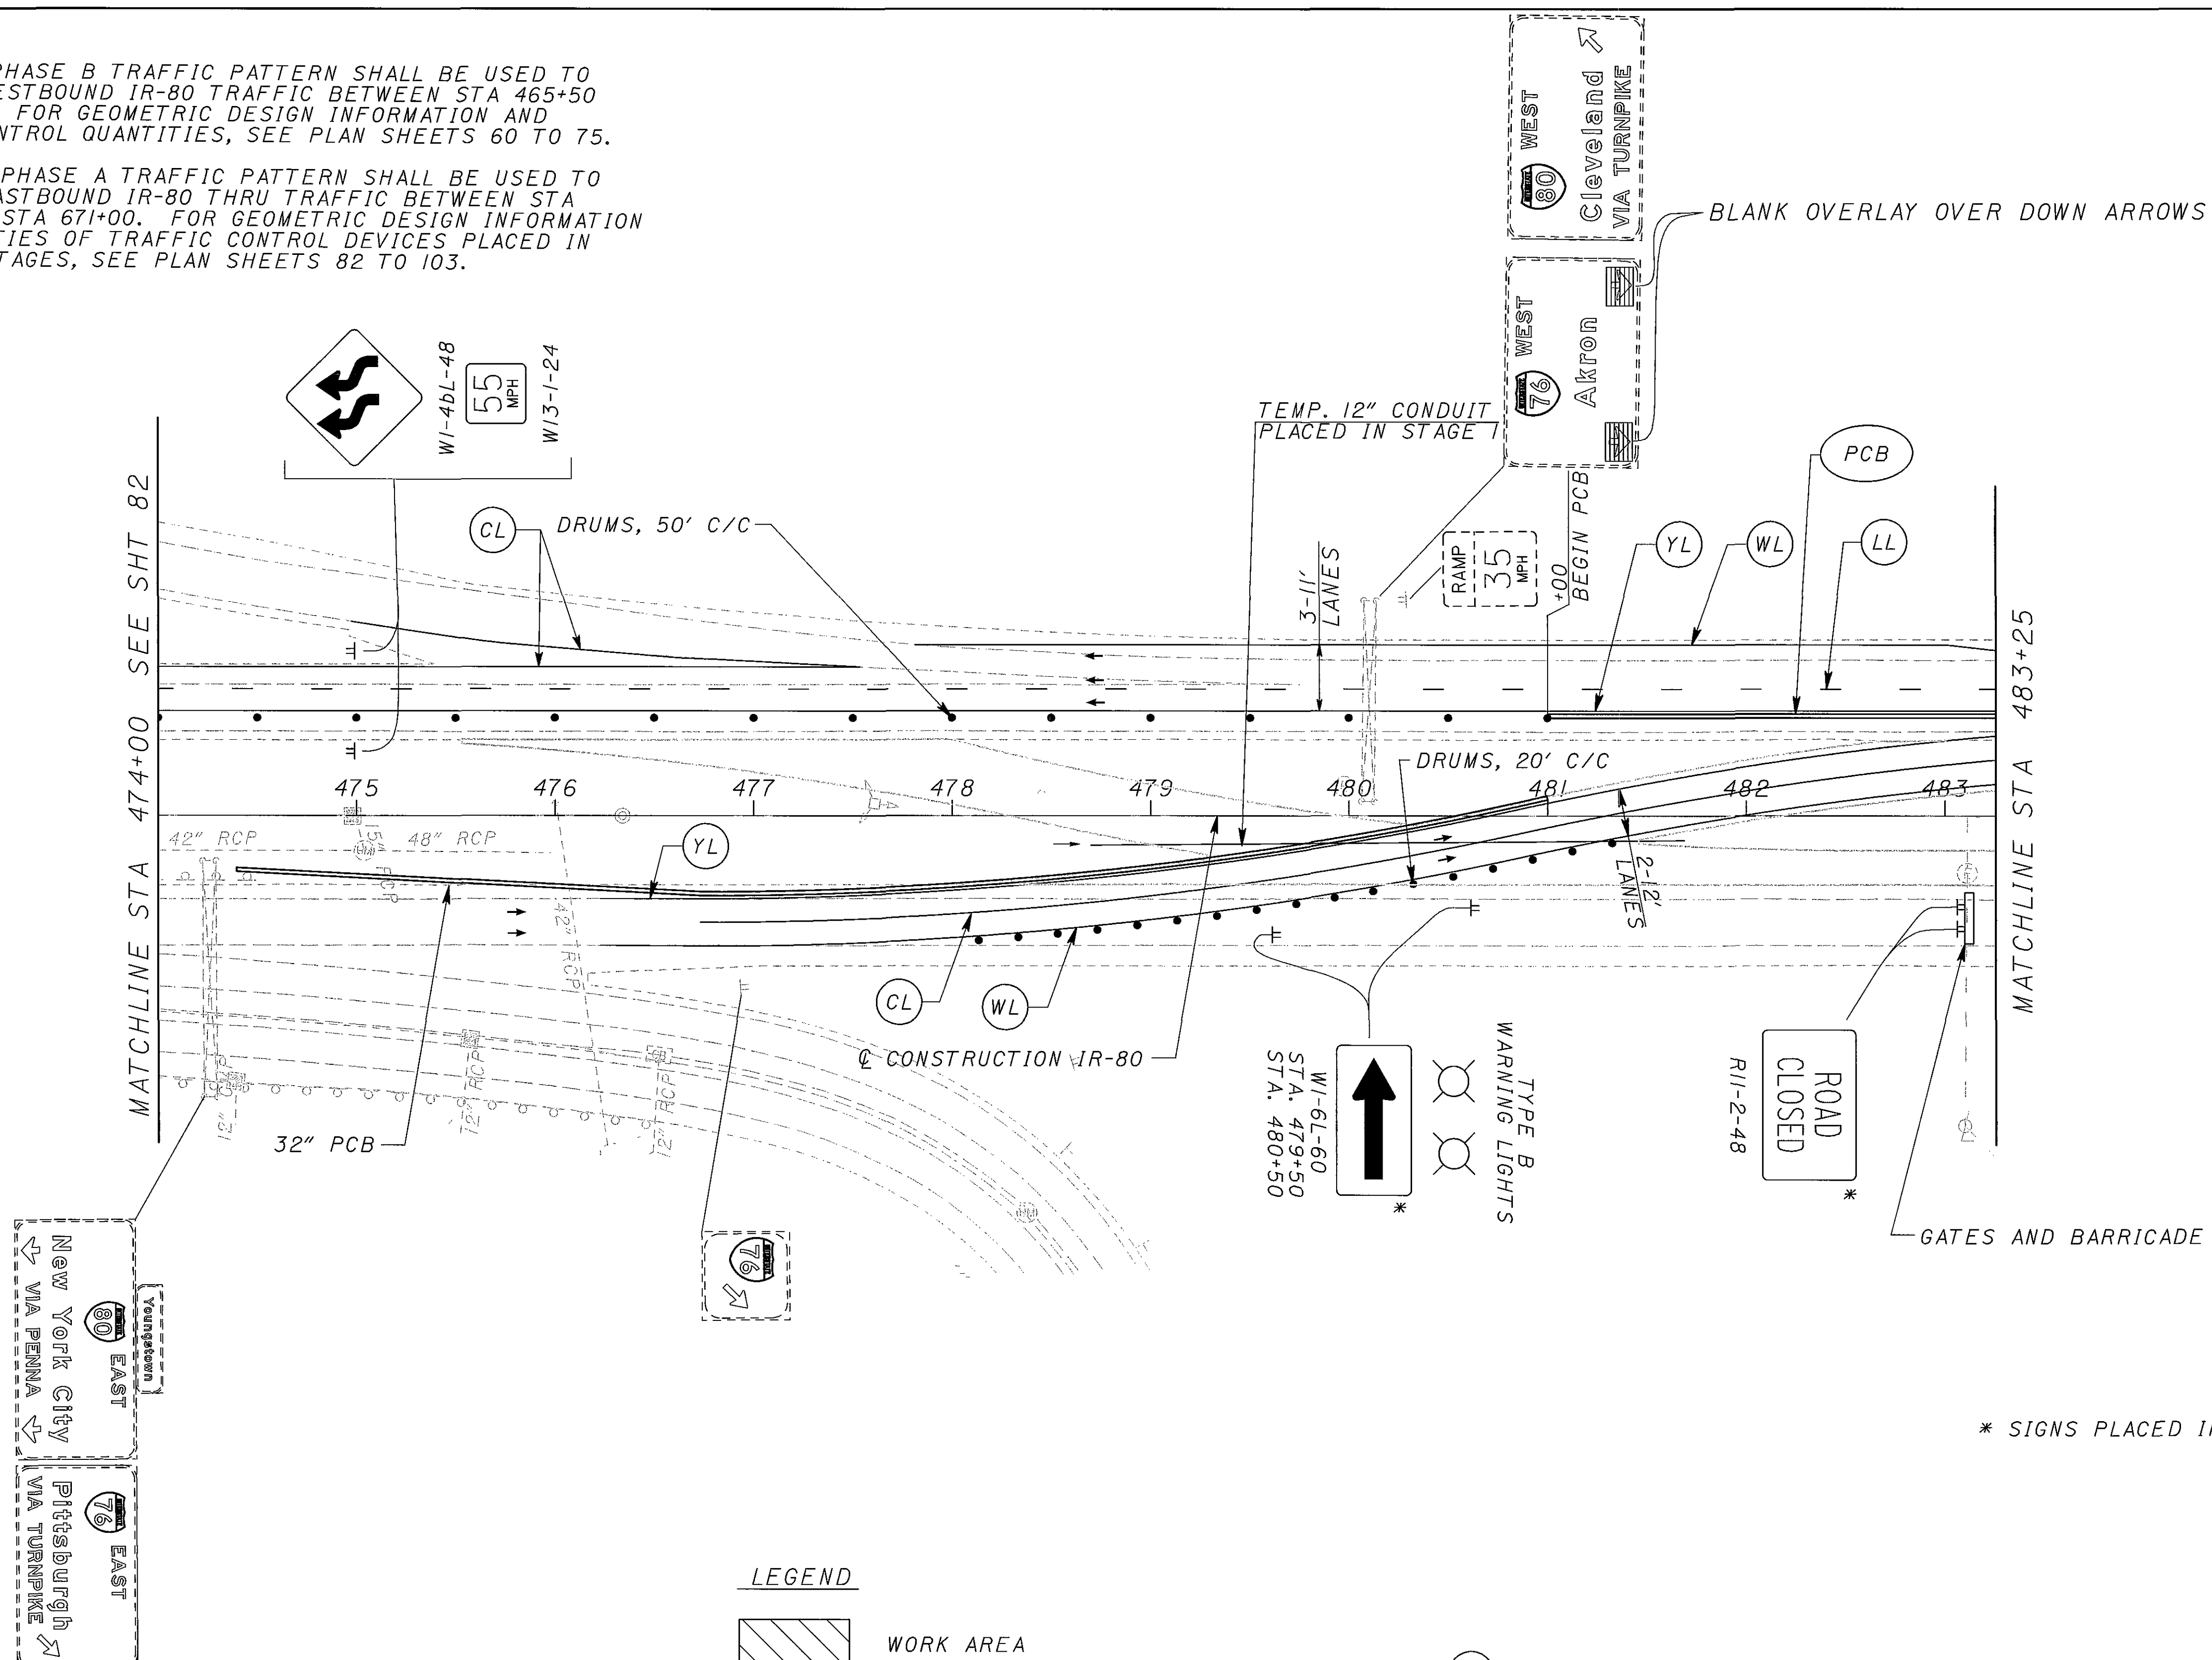 PHASE B TRAFFIC PATTERN SHALL BE USED TO
ESTBOUND IR-80 TRAFFIC BETWEEN STA 465+50
FOR GEOMETRIC DESIGN INFORMATION AND
NTROL QUANTITIES, SEE PLAN SHEETS 60 TO 75.
PHASE A TRAFFIC PATTERN SHALL BE USED TO
ASTBOUND IR-80 THRU TRAFFIC BETWEEN STA
STA 671+00. FOR GEOMETRIC DESIGN INFORMATION
TIES OF TRAFFIC CONTROL DEVICES PLACED IN
TAGES, SEE PLAN SHEETS 82 TO 103.
WEST
80
Cleveland
VIA TURNPIKE
WEST
76
Akron
BLANK OVERLAY OVER DOWN ARROWS
W1-4bL-48
55
MPH
W13-1-24
TEMP. 12" CONDUIT
PLACED IN STAGE 1
PCB
CL
DRUMS, 50' C/C
3-11'
LANES
RAMP
35
MPH
+00
BEGIN PCB
YL
WL
LL
MATCHLINE STA 474+00 SEE SHT 82
MATCHLINE STA 483+25
DRUMS, 20' C/C
475
476
477
478
479
480
481
482
483
42" RCP
48" RCP
15"
RCP
YL
42" RCP
2-12'
LANES
CL
WL
℄ CONSTRUCTION IR-80
12" RCP
12" RCP
32" PCB
W1-6L-60
STA. 479+50
STA. 480+50
TYPE B
WARNING LIGHTS
*
ROAD
CLOSED
R11-2-48
*
GATES AND BARRICADE
76
Youngstown
80 EAST
New York City
VIA PENNA
76 EAST
Pittsburgh
VIA TURNPIKE
* SIGNS PLACED I
LEGEND
WORK AREA